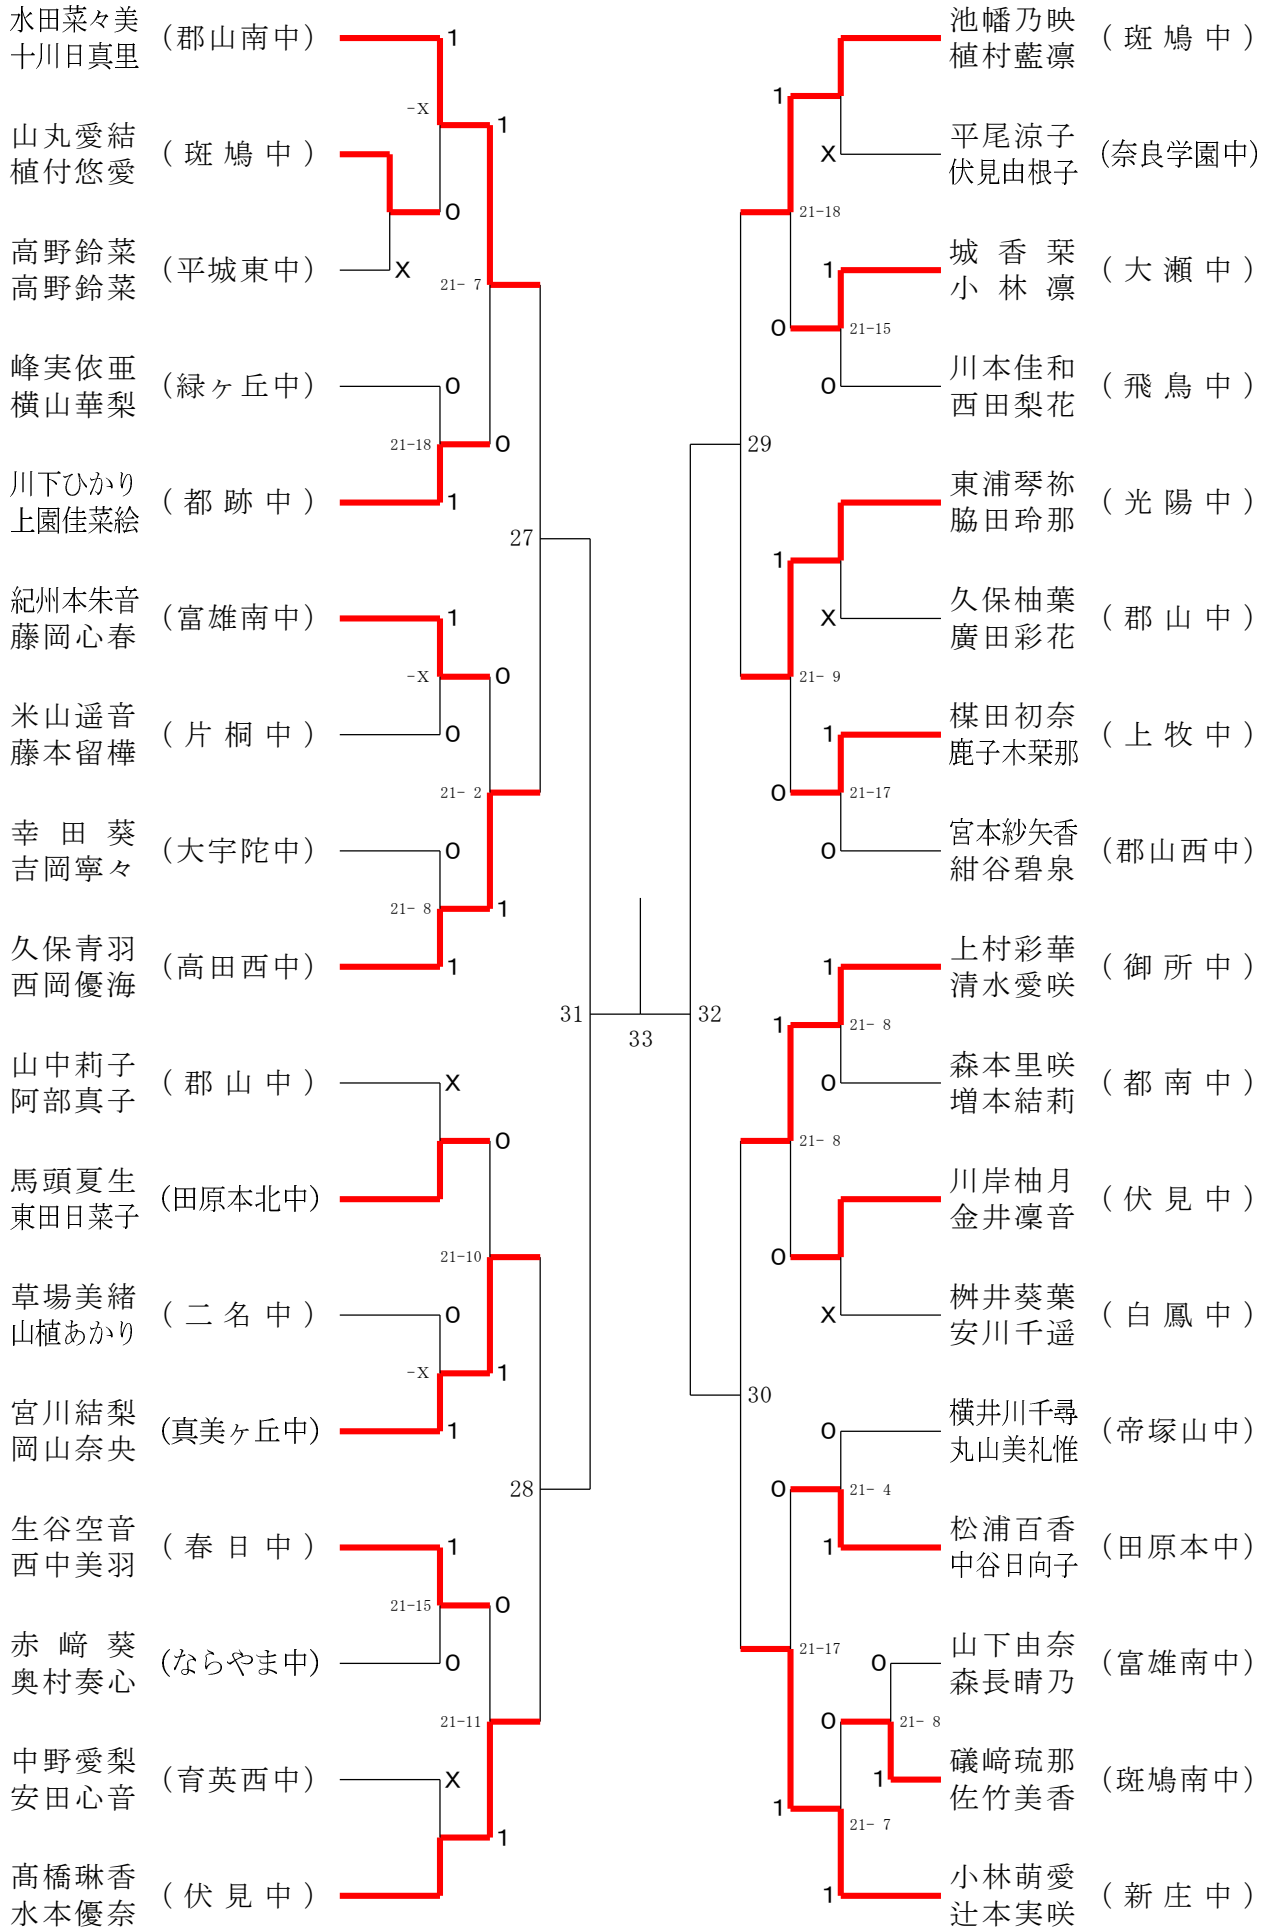 水田菜々美
十川日真里
(郡山南中)
1
-X
1
山丸愛結
植付悠愛
(斑鳩中)
0
高野鈴菜
高野鈴菜
(平城東中)
X
21- 7
峰実依亜
横山華梨
(緑ヶ丘中)
0
21-18
0
川下ひかり
上園佳菜絵
(都跡中)
1
27
紀州本朱音
藤岡心春
(富雄南中)
1
-X
0
米山遥音
藤本留樺
(片桐中)
0
21- 2
幸田葵
吉岡寧々
(大宇陀中)
0
21- 8
1
久保青羽
西岡優海
(高田西中)
1
31
33
32
山中莉子
阿部真子
(郡山中)
X
0
馬頭夏生
東田日菜子
(田原本北中)
21-10
草場美緒
山植あかり
(二名中)
0
-X
1
宮川結梨
岡山奈央
(真美ヶ丘中)
1
28
生谷空音
西中美羽
(春日中)
1
21-15
0
赤﨑葵
奥村奏心
(ならやま中)
0
21-11
中野愛梨
安田心音
(育英西中)
X
1
髙橋琳香
水本優奈
(伏見中)
池幡乃映
植村藍凛
(斑鳩中)
1
平尾涼子
伏見由根子
(奈良学園中)
X
21-18
城香栞
小林凛
(大瀬中)
1
0
21-15
川本佳和
西田梨花
(飛鳥中)
0
29
東浦琴祢
脇田玲那
(光陽中)
1
久保柚葉
廣田彩花
(郡山中)
X
21- 9
楳田初奈
鹿子木栞那
(上牧中)
1
0
21-17
宮本紗矢香
紺谷碧泉
(郡山西中)
0
上村彩華
清水愛咲
(御所中)
1
1
21- 8
森本里咲
増本結莉
(都南中)
0
21- 8
川岸柚月
金井凜音
(伏見中)
0
桝井葵葉
安川千遥
(白鳳中)
X
30
横井川千尋
丸山美礼惟
(帝塚山中)
0
0
21- 4
松浦百香
中谷日向子
(田原本中)
1
21-17
山下由奈
森長晴乃
(富雄南中)
0
0
21- 8
礒﨑琉那
佐竹美香
(斑鳩南中)
1
1
21- 7
小林萌愛
辻本実咲
(新庄中)
1